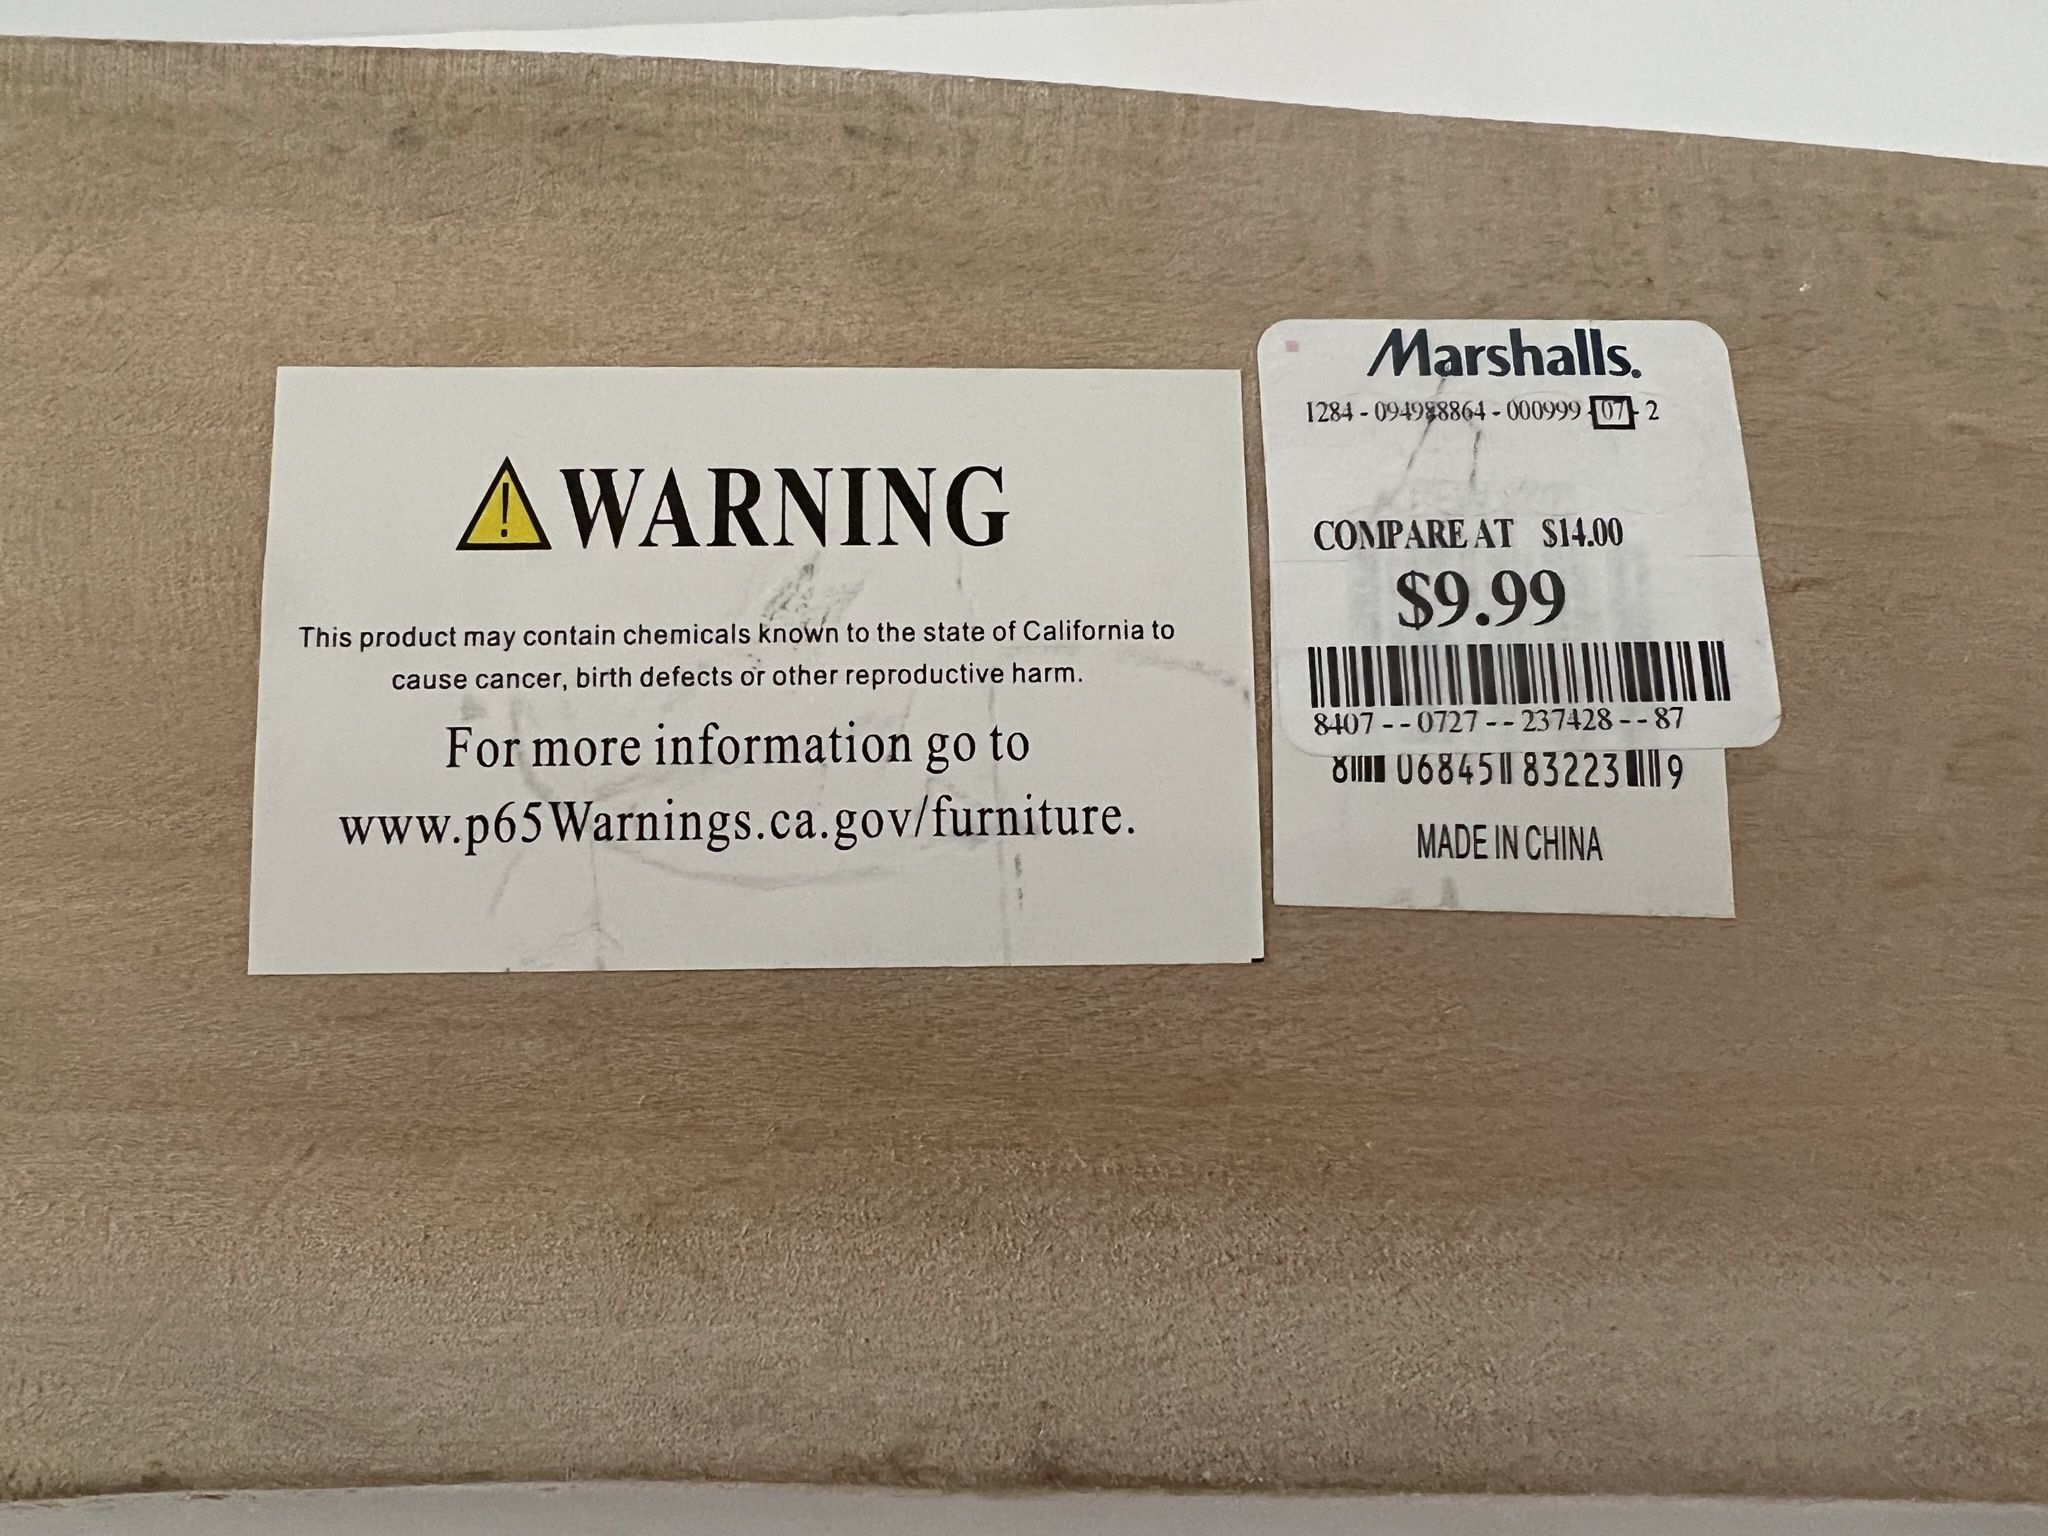 WARNING
This product may contain chemicals known to the state of California to
cause cancer, birth defects or other reproductive harm.
For more information go to
www.p65Warnings.ca.gov/furniture.
Marshalls.
1284 - 094988864 - 000999 - 07 - 2
COMPARE AT $14.00
$9.99
8407 - - 0727 - - 237428 - - 87
8 06845 83223 9
MADE IN CHINA